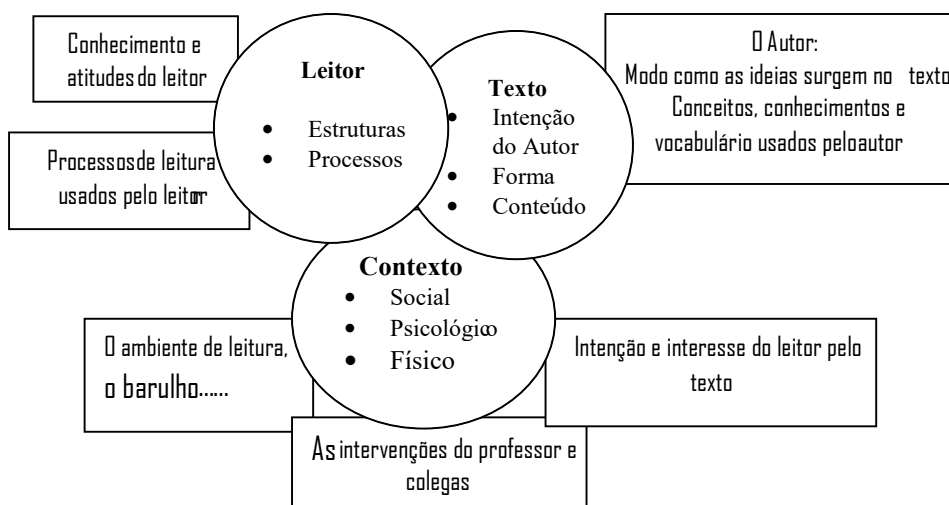 Conhecimento e
atitudes do leitor
Processos de leitura
usados pelo leitor
Leitor
• Estruturas
• Processos
Texto
• Intenção
do Autor
• Forma
• Conteúdo
O Autor:
Modo como as ideias surgem no texto
Conceitos, conhecimentos e
vocabulário usados pelo autor
Contexto
• Social
• Psicológico
• Físico
O ambiente de leitura,
o barulho......
As intervenções do professor e
colegas
Intenção e interesse do leitor pelo
texto